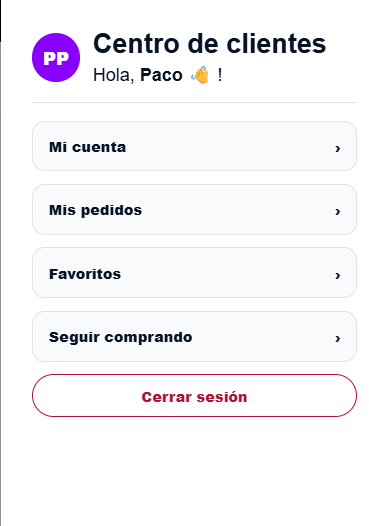 PP
Centro de clientes
Hola, Paco 👋 !
Mi cuenta ›
Mis pedidos ›
Favoritos ›
Seguir comprando ›
Cerrar sesión